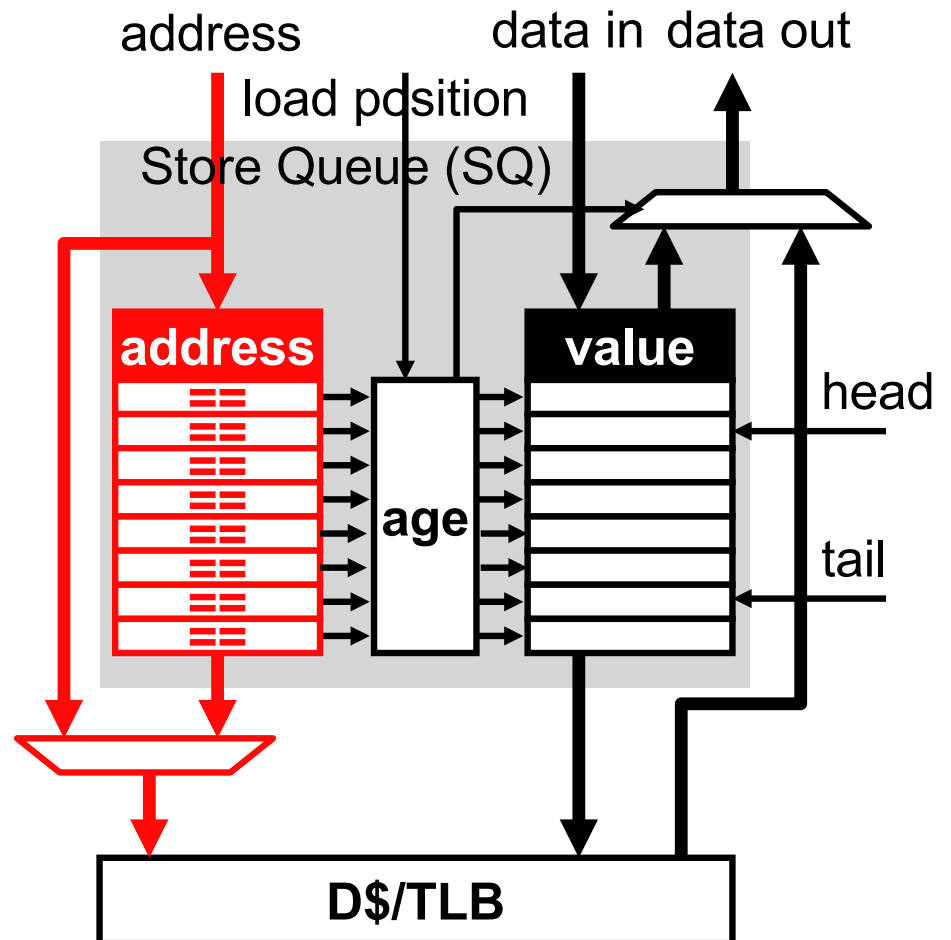 address
data in
data out
load position
Store Queue (SQ)
address
value
==
==
==
==
==
==
==
==
age
head
tail
D$/TLB